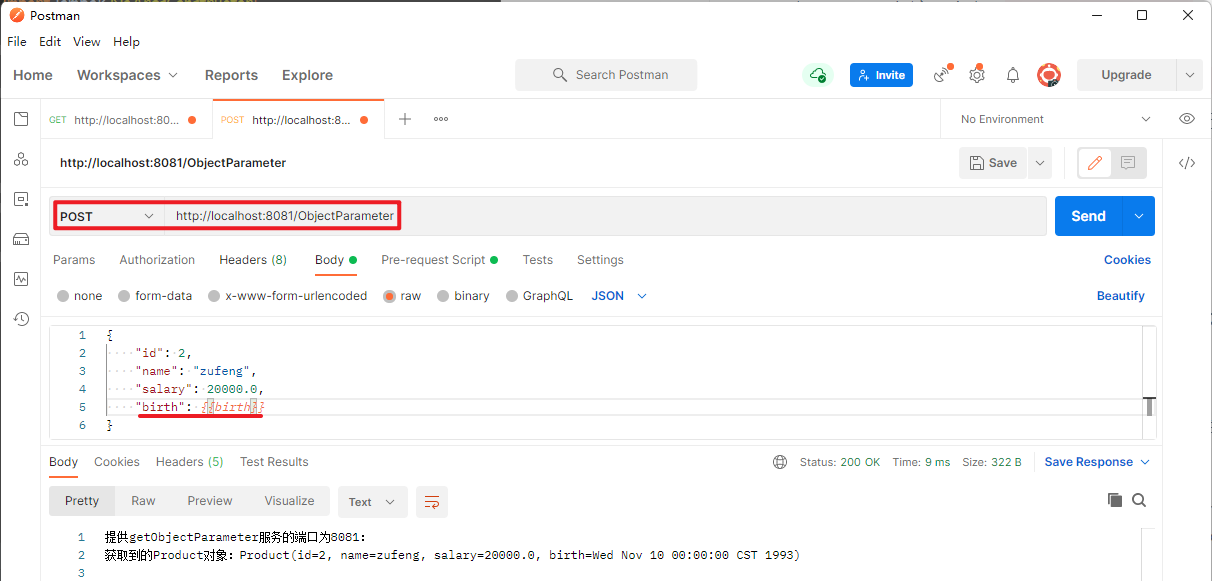 Postman
File Edit View Help
Home Workspaces Reports Explore Search Postman Invite Upgrade
GET http://localhost:80... POST http://localhost:8... No Environment
http://localhost:8081/ObjectParameter Save
POST http://localhost:8081/ObjectParameter Send
Params Authorization Headers (8) Body Pre-request Script Tests Settings Cookies
none form-data x-www-form-urlencoded raw binary GraphQL JSON Beautify
1 {
2 "id": 2,
3 "name": "zufeng",
4 "salary": 20000.0,
5 "birth": {{birth}}
6 }
Body Cookies Headers (5) Test Results Status: 200 OK Time: 9 ms Size: 322 B Save Response
Pretty Raw Preview Visualize Text
1 提供getObjectParameter服务的端口为8081:
2 获取到的Product对象: Product(id=2, name=zufeng, salary=20000.0, birth=Wed Nov 10 00:00:00 CST 1993)
3